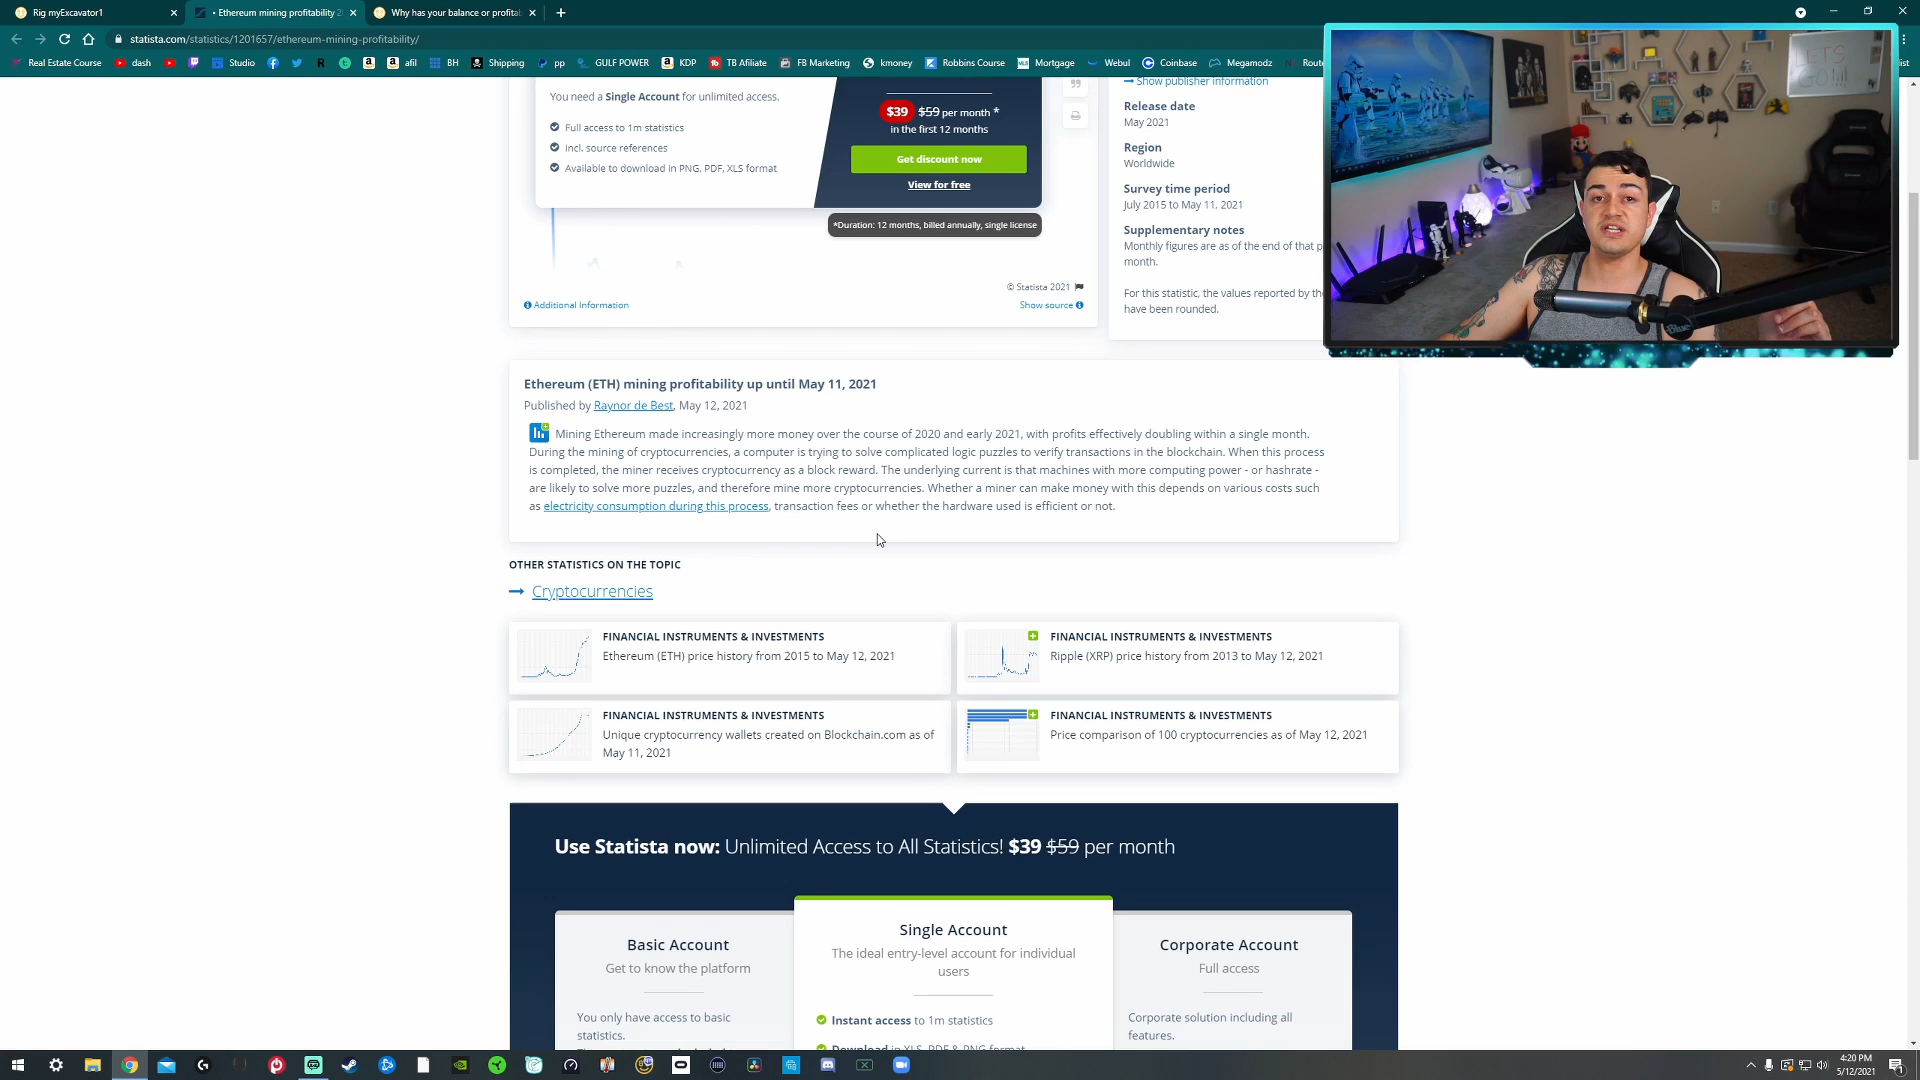 Rig myExcavator1
• Ethereum mining profitability 2
Why has your balance or profitab
statista.com/statistics/1201657/ethereum-mining-profitability/
Real Estate Course
dash
Studio
BH
Shipping
pp
GULF POWER
KDP
TB Afiliate
FB Marketing
kmoney
Robbins Course
Mortgage
Webul
Coinbase
Megamodz
Route
afil
list
LETS
GO!!!
You need a Single Account for unlimited access.
Full access to 1m statistics
Incl. source references
Available to download in PNG, PDF, XLS format
$39 $59 per month *
in the first 12 months
Get discount now
View for free
*Duration: 12 months, billed annually, single license
© Statista 2021
Additional Information
Show source
Show publisher information
Release date
May 2021
Region
Worldwide
Survey time period
July 2015 to May 11, 2021
Supplementary notes
Monthly figures are as of the end of that p
month.
For this statistic, the values reported by the
have been rounded.
Ethereum (ETH) mining profitability up until May 11, 2021
Published by Raynor de Best, May 12, 2021
Mining Ethereum made increasingly more money over the course of 2020 and early 2021, with profits effectively doubling within a single month.
During the mining of cryptocurrencies, a computer is trying to solve complicated logic puzzles to verify transactions in the blockchain. When this process
is completed, the miner receives cryptocurrency as a block reward. The underlying current is that machines with more computing power - or hashrate -
are likely to solve more puzzles, and therefore mine more cryptocurrencies. Whether a miner can make money with this depends on various costs such
as electricity consumption during this process, transaction fees or whether the hardware used is efficient or not.
OTHER STATISTICS ON THE TOPIC
Cryptocurrencies
FINANCIAL INSTRUMENTS & INVESTMENTS
Ethereum (ETH) price history from 2015 to May 12, 2021
FINANCIAL INSTRUMENTS & INVESTMENTS
Ripple (XRP) price history from 2013 to May 12, 2021
FINANCIAL INSTRUMENTS & INVESTMENTS
Unique cryptocurrency wallets created on Blockchain.com as of
May 11, 2021
FINANCIAL INSTRUMENTS & INVESTMENTS
Price comparison of 100 cryptocurrencies as of May 12, 2021
Use Statista now: Unlimited Access to All Statistics! $39 $59 per month
Basic Account
Get to know the platform
You only have access to basic
statistics.
Single Account
The ideal entry-level account for individual
users
Instant access to 1m statistics
Download in XLS, PDF & PNG format
Corporate Account
Full access
Corporate solution including all
features.
4:20 PM
5/12/2021